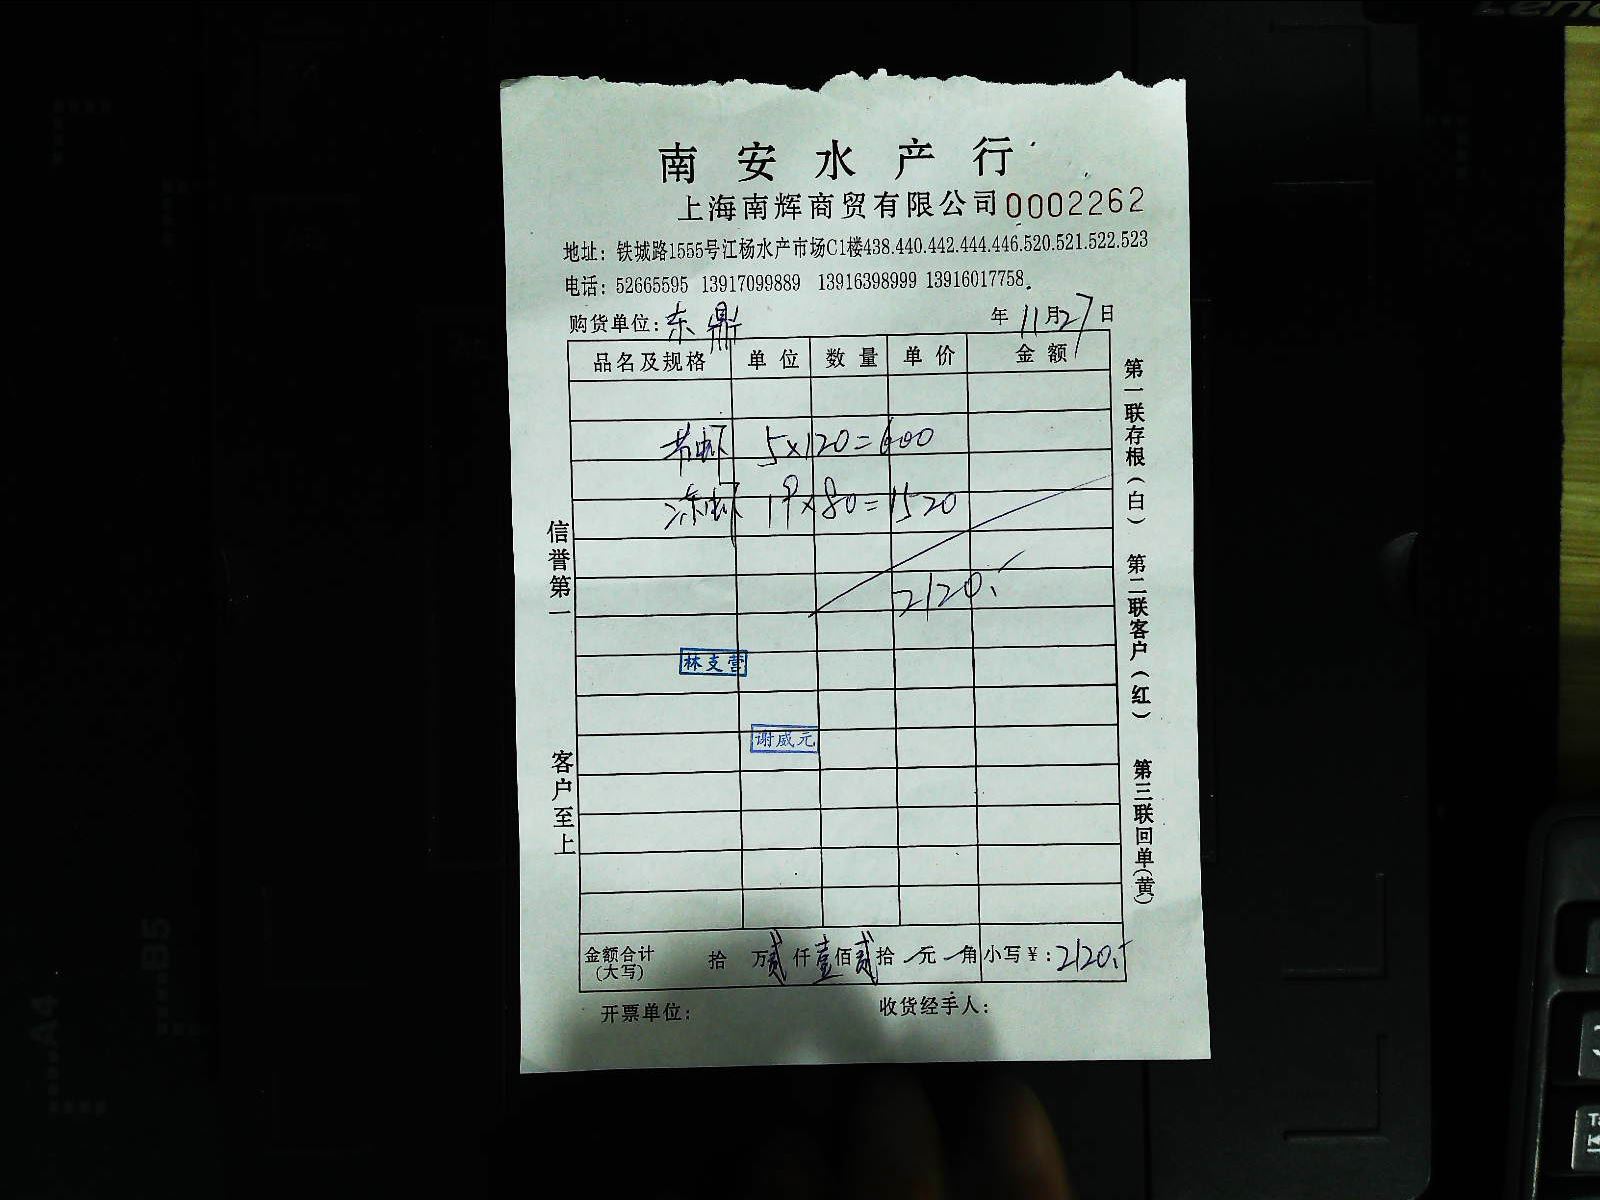 南安水产行
上海南辉商贸有限公司 0002262
地址：铁城路1555号江杨水产市场C1楼438.440.442.444.446.520.521.522.523
电话：52665595 13917099889 13916398999 13916017758.
购货单位：东鼎 年11月27日
品名及规格 单位 数量 单价 金额
虾 5×120=600
冻虾 19×80=1520
2120.
林支营
谢威元
金额合计(大写) 拾 万贰仟壹佰贰拾 元 角 小写¥：2120.
开票单位： 收货经手人：
信誉第一
客户至上
第一联存根（白）
第二联客户（红）
第三联回单（黄）
A4
B5